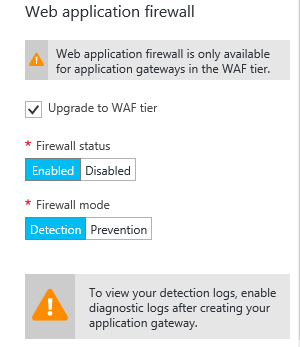 Web application firewall
Web application firewall is only available
for application gateways in the WAF tier.
Upgrade to WAF tier
* Firewall status
Enabled Disabled
* Firewall mode
Detection Prevention
To view your detection logs, enable
diagnostic logs after creating your
application gateway.